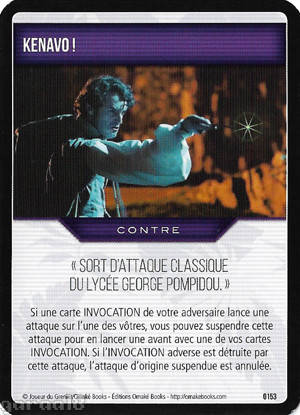 KENAVO !
CONTRE
« SORT D'ATTAQUE CLASSIQUE
DU LYCÉE GEORGE POMPIDOU. »
Si une carte INVOCATION de votre adversaire lance une
attaque sur l'une des vôtres, vous pouvez suspendre cette
attaque pour en lancer une avant avec une de vos cartes
INVOCATION. Si l'INVOCATION adverse est détruite par
cette attaque, l'attaque d'origine suspendue est annulée.
© Joueur du Grenier/Omaké Books - Éditions Omaké Books - http://omakebooks.com/
0153